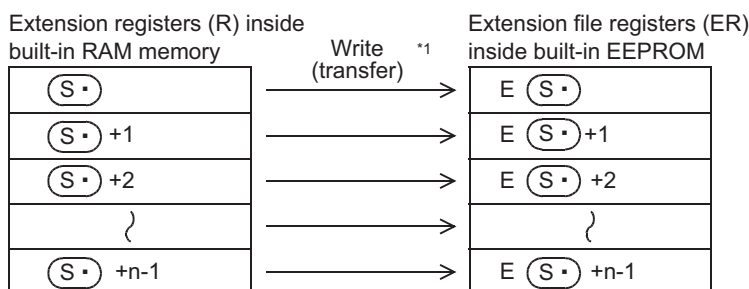 Extension registers (R) inside
built-in RAM memory
Write *1
(transfer)
Extension file registers (ER)
inside built-in EEPROM
S·
E S·
S· +1
E S· +1
S· +2
E S· +2
S· +n-1
E S· +n-1